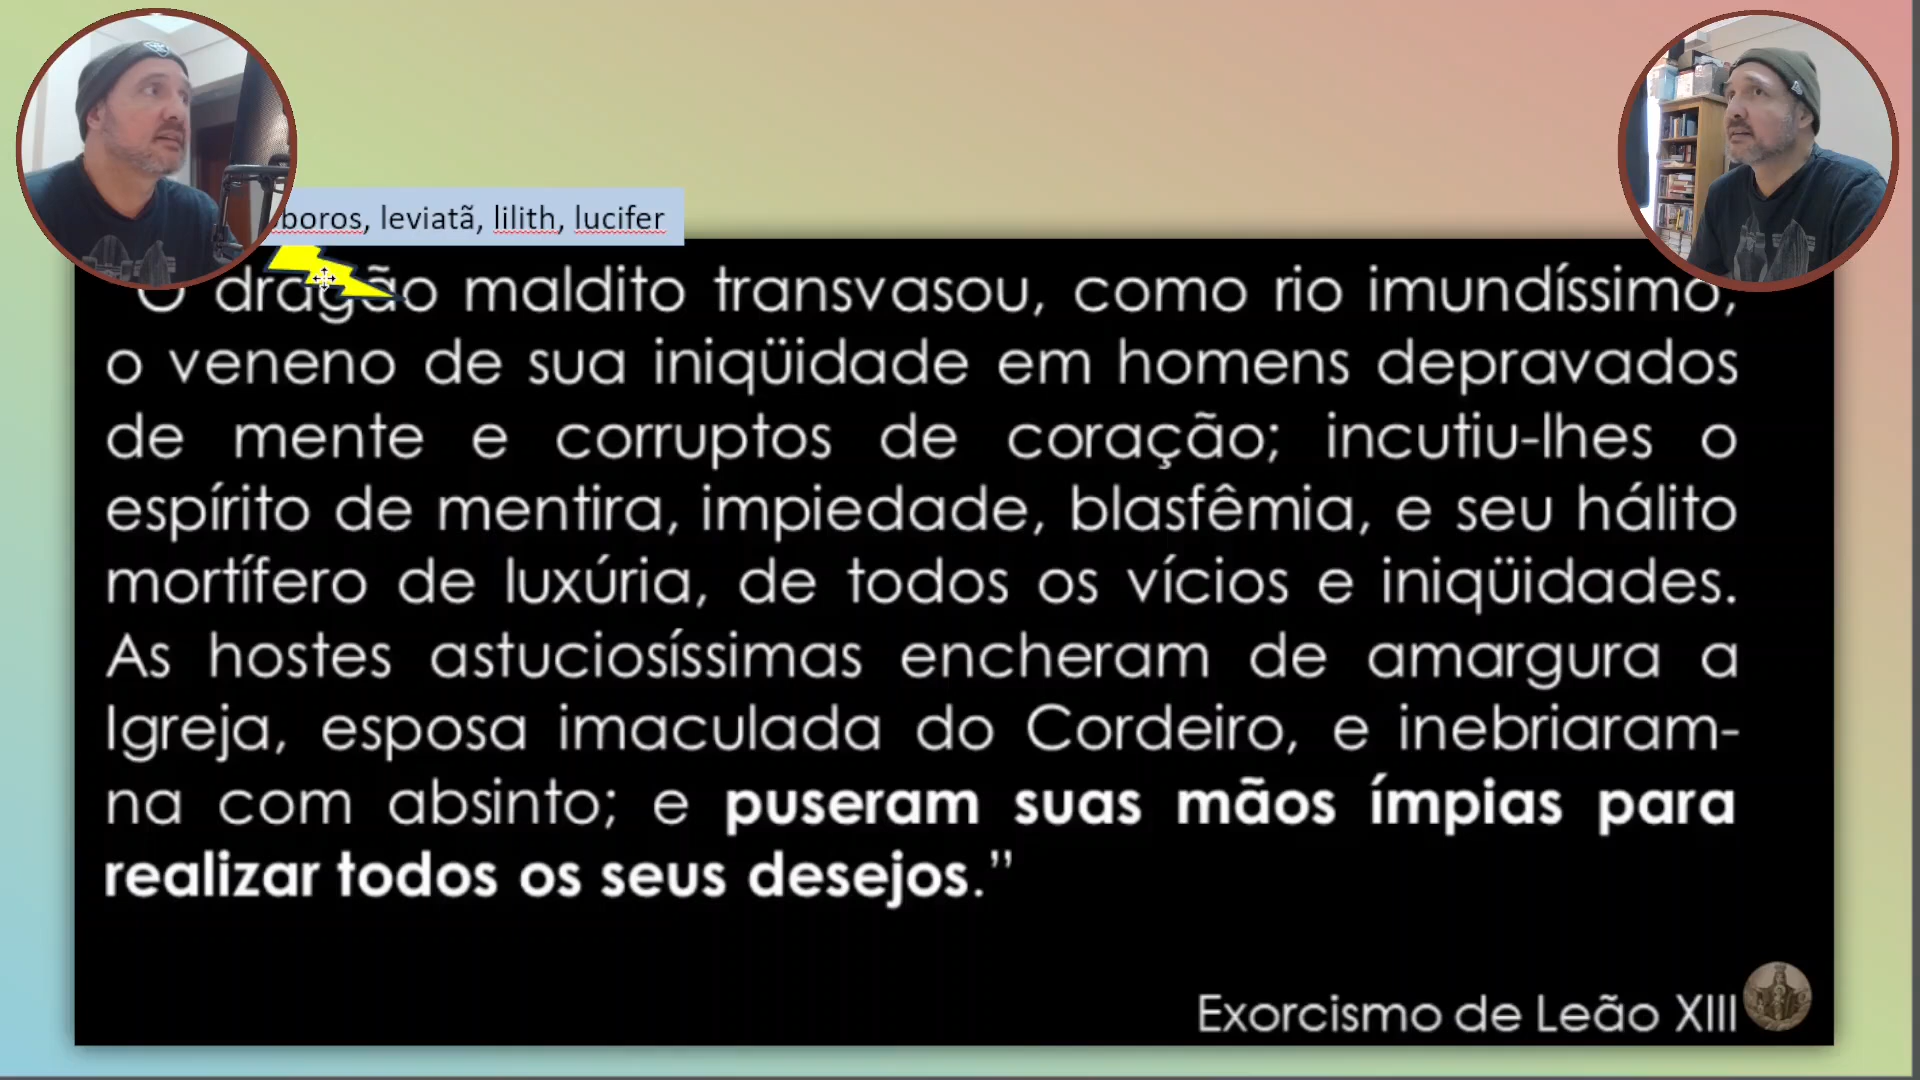 boros, leviatã, lilith, lucifer
"O dragão maldito transvasou, como rio imundíssimo,
o veneno de sua iniqüidade em homens depravados
de mente e corruptos de coração; incutiu-lhes o
espírito de mentira, impiedade, blasfêmia, e seu hálito
mortífero de luxúria, de todos os vícios e iniqüidades.
As hostes astuciosíssimas encheram de amargura a
Igreja, esposa imaculada do Cordeiro, e inebriaram-
na com absinto; e puseram suas mãos ímpias para
realizar todos os seus desejos.”
Exorcismo de Leão XIII